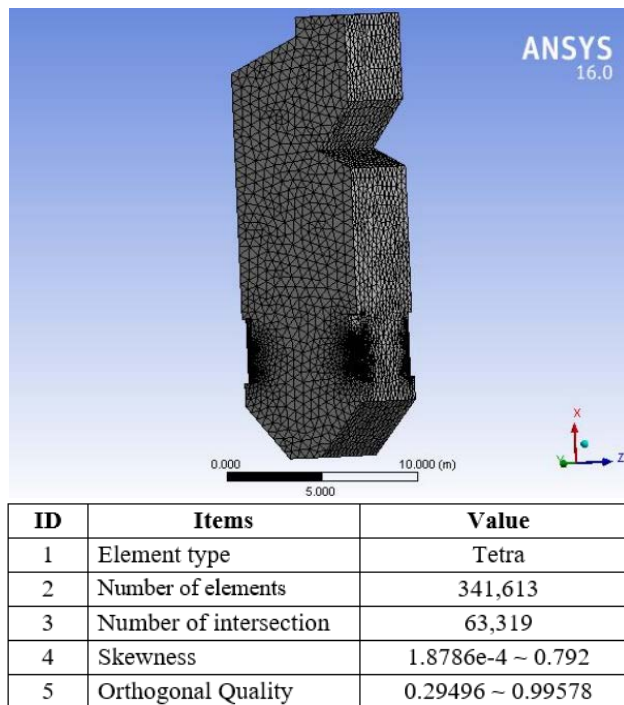 ANSYS
16.0
X
Y
Z
0.000 10.000 (m)
5.000
ID Items Value
1 Element type Tetra
2 Number of elements 341,613
3 Number of intersection 63,319
4 Skewness 1.8786e-4 ~ 0.792
5 Orthogonal Quality 0.29496 ~ 0.99578